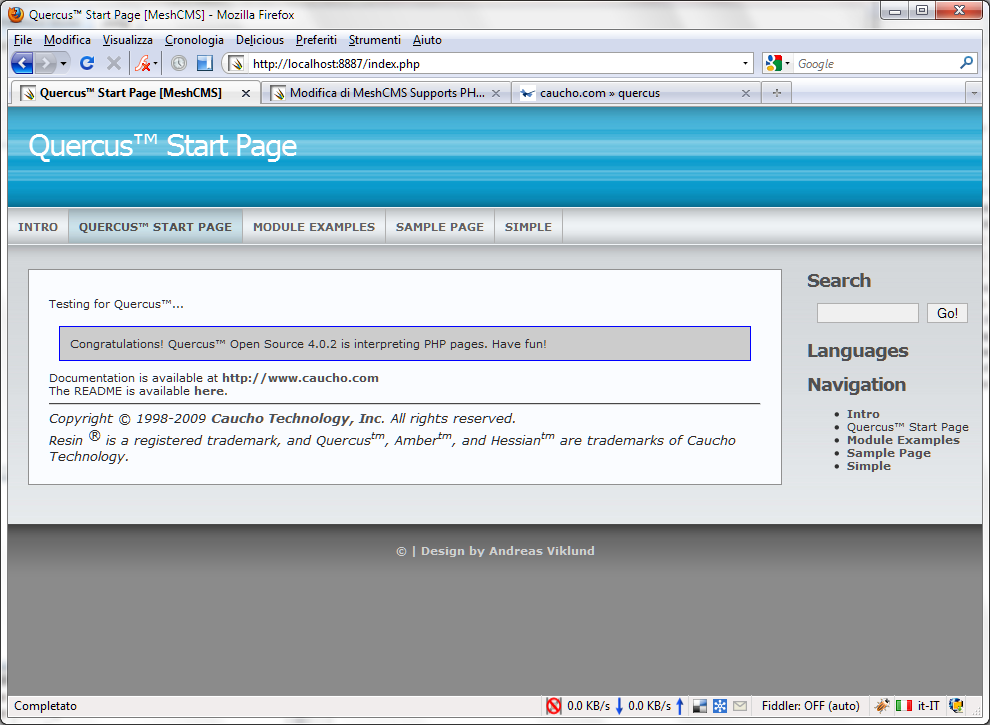 Quercus™ Start Page [MeshCMS] - Mozilla Firefox
File Modifica Visualizza Cronologia Delicious Preferiti Strumenti Aiuto
http://localhost:8887/index.php Google
Quercus™ Start Page [MeshCMS] Modifica di MeshCMS Supports PH... caucho.com » quercus
Quercus™ Start Page
INTRO QUERCUS™ START PAGE MODULE EXAMPLES SAMPLE PAGE SIMPLE
Testing for Quercus™...
Congratulations! Quercus™ Open Source 4.0.2 is interpreting PHP pages. Have fun!
Documentation is available at http://www.caucho.com
The README is available here.
Copyright © 1998-2009 Caucho Technology, Inc. All rights reserved.
Resin ® is a registered trademark, and Quercustm, Ambertm, and Hessiantm are trademarks of Caucho
Technology.
Search
Go!
Languages
Navigation
• Intro
• Quercus™ Start Page
• Module Examples
• Sample Page
• Simple
© | Design by Andreas Viklund
Completato 0.0 KB/s 0.0 KB/s Fiddler: OFF (auto) it-IT